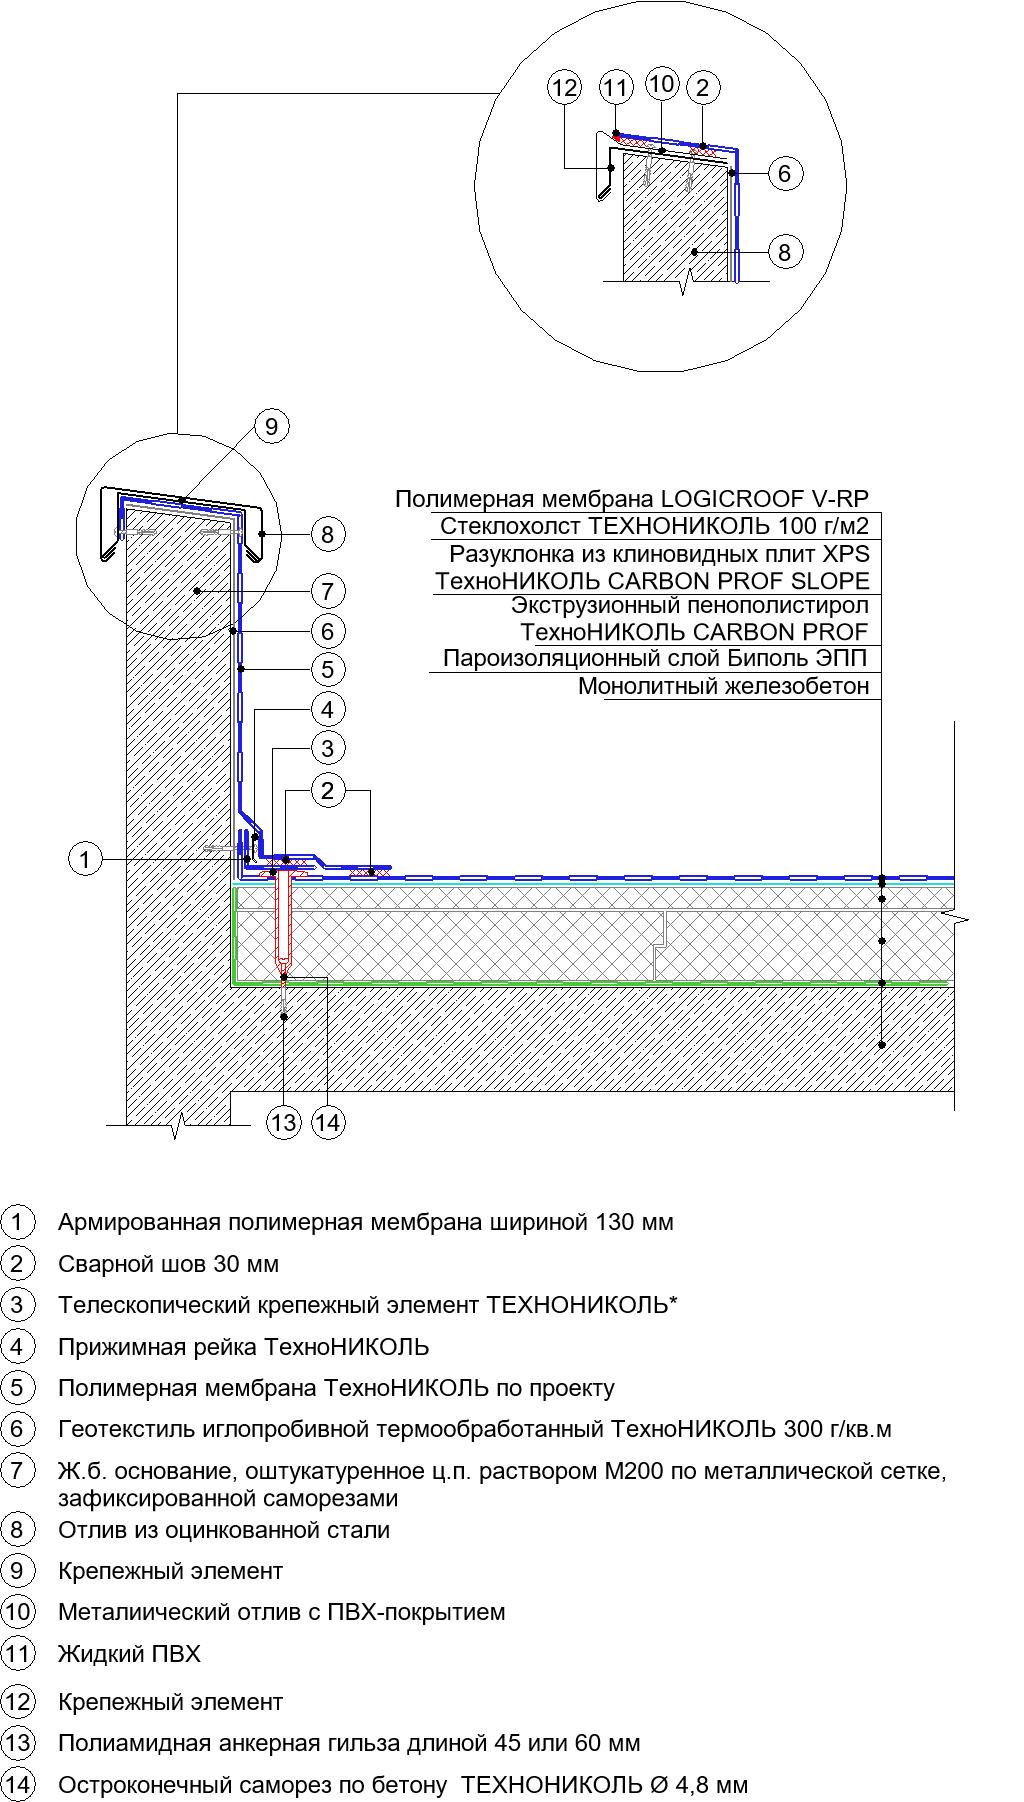 12 11 10 2
6
8
9
8
7
6
5
4
3
2
1
Полимерная мембрана LOGICROOF V-RP
Стеклохолст ТЕХНОНИКОЛЬ 100 г/м2
Разуклонка из клиновидных плит XPS
ТехноНИКОЛЬ CARBON PROF SLOPE
Экструзионный пенополистирол
ТехноНИКОЛЬ CARBON PROF
Пароизоляционный слой Биполь ЭПП
Монолитный железобетон
13 14
1 Армированная полимерная мембрана шириной 130 мм
2 Сварной шов 30 мм
3 Телескопический крепежный элемент ТЕХНОНИКОЛЬ*
4 Прижимная рейка ТехноНИКОЛЬ
5 Полимерная мембрана ТехноНИКОЛЬ по проекту
6 Геотекстиль иглопробивной термообработанный ТехноНИКОЛЬ 300 г/кв.м
7 Ж.б. основание, оштукатуренное ц.п. раствором М200 по металлической сетке,
зафиксированной саморезами
8 Отлив из оцинкованной стали
9 Крепежный элемент
10 Металиический отлив с ПВХ-покрытием
11 Жидкий ПВХ
12 Крепежный элемент
13 Полиамидная анкерная гильза длиной 45 или 60 мм
14 Остроконечный саморез по бетону ТЕХНОНИКОЛЬ Ø 4,8 мм